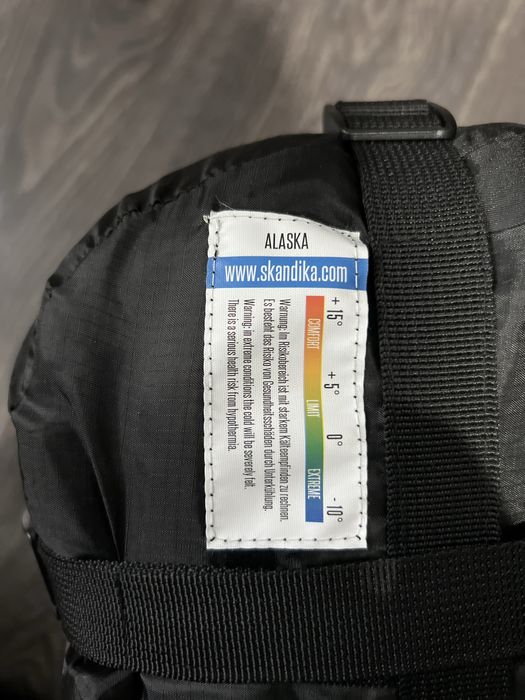 ALASKA
www.skandika.com
+ 15° + 5° 0° - 10°
COMFORT LIMIT EXTREME
Warnung: Im Risikobereich ist mit starkem Kälteempfinden zu rechnen.
Es besteht das Risiko von Gesundheitsschäden durch Unterkühlung.
Warning: in extreme conditions the cold will be severely felt.
There is a serious health risk from hypothermia.